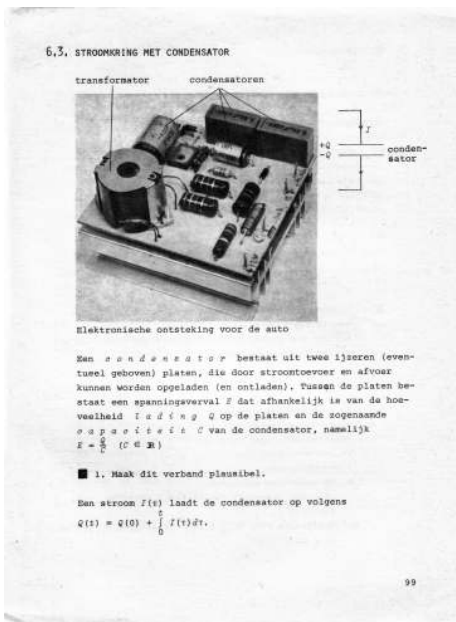 6.3. STROOMKRING MET CONDENSATOR
transformator condensatoren
I
+Q
-Q
conden-
sator
Elektronische ontsteking voor de auto
Een condensator bestaat uit twee ijzeren (even-
tueel gebogen) platen, die door stroomtoevoer en afvoer
kunnen worden opgeladen (en ontladen). Tussen de platen be-
staat een spanningsverval E dat afhankelijk is van de hoe-
veelheid lading Q op de platen en de zogenaamde
capaciteit C van de condensator, namelijk
E = Q/C (C ∈ ℝ)
■ 1. Maak dit verband plausibel.
Een stroom I(t) laadt de condensator op volgens
Q(t) = Q(0) + ∫₀ᵗ I(τ)dτ.
99